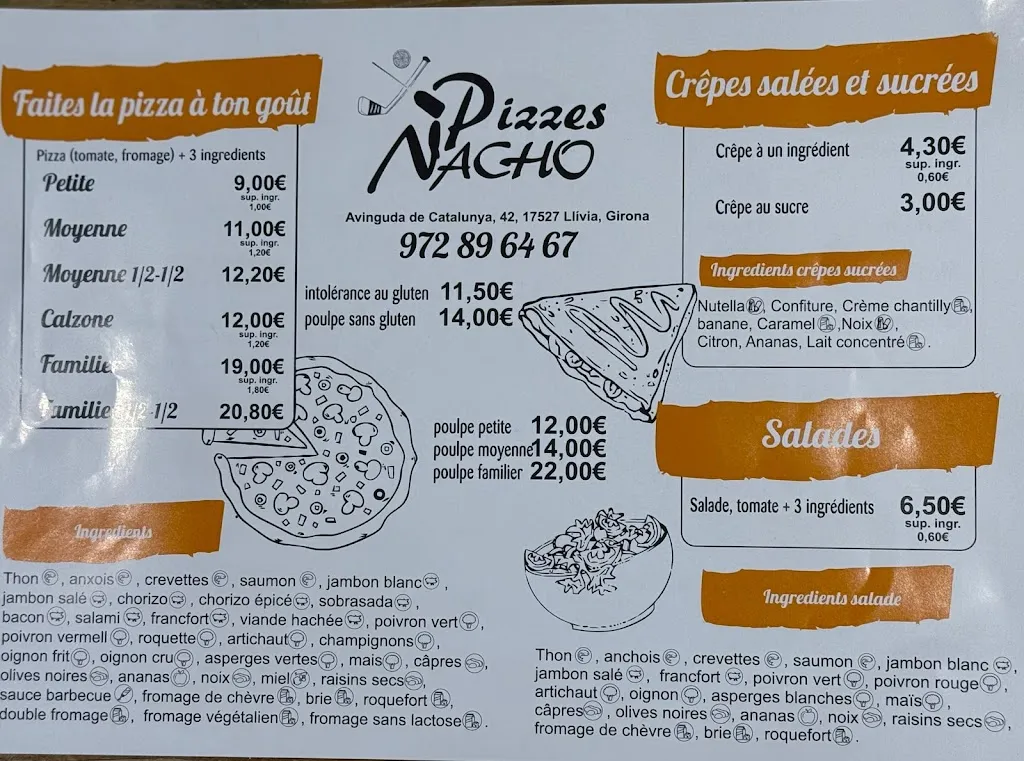 Faites la pizza à ton goût
Pizza (tomate, fromage) + 3 ingredients
Petite 9,00€
sup. ingr.
1,00€
Moyenne 11,00€
sup. ingr.
1,20€
Moyenne 1/2-1/2 12,20€
Calzone 12,00€
sup. ingr.
1,20€
Familie 19,00€
sup. ingr.
1,80€
Familie 1/2-1/2 20,80€
Pizzes
NACHO
Avinguda de Catalunya, 42, 17527 Llívia, Girona
972 89 64 67
intolérance au gluten 11,50€
poulpe sans gluten 14,00€
poulpe petite 12,00€
poulpe moyenne 14,00€
poulpe familier 22,00€
Crêpes salées et sucrées
Crêpe à un ingrédient 4,30€
sup. ingr.
0,60€
Crêpe au sucre 3,00€
Ingredients crêpes sucrées
Nutella, Confiture, Crème chantilly,
banane, Caramel, Noix,
Citron, Ananas, Lait concentré.
Salades
Salade, tomate + 3 ingrédients 6,50€
sup. ingr.
0,60€
Ingredients
Thon, anxois, crevettes, saumon, jambon blanc,
jambon salé, chorizo, chorizo épicé, sobrasada,
bacon, salami, francfort, viande hachée, poivron vert,
poivron vermell, roquette, artichaut, champignons,
oignon frit, oignon cru, asperges vertes, mais, câpres,
olives noires, ananas, noix, miel, raisins secs,
sauce barbecue, fromage de chèvre, brie, roquefort,
double fromage, fromage végétalien, fromage sans lactose.
Ingredients salade
Thon, anchois, crevettes, saumon, jambon blanc,
jambon salé, francfort, poivron vert, poivron rouge,
artichaut, oignon, asperges blanches, maïs,
câpres, olives noires, ananas, noix, raisins secs,
fromage de chèvre, brie, roquefort.